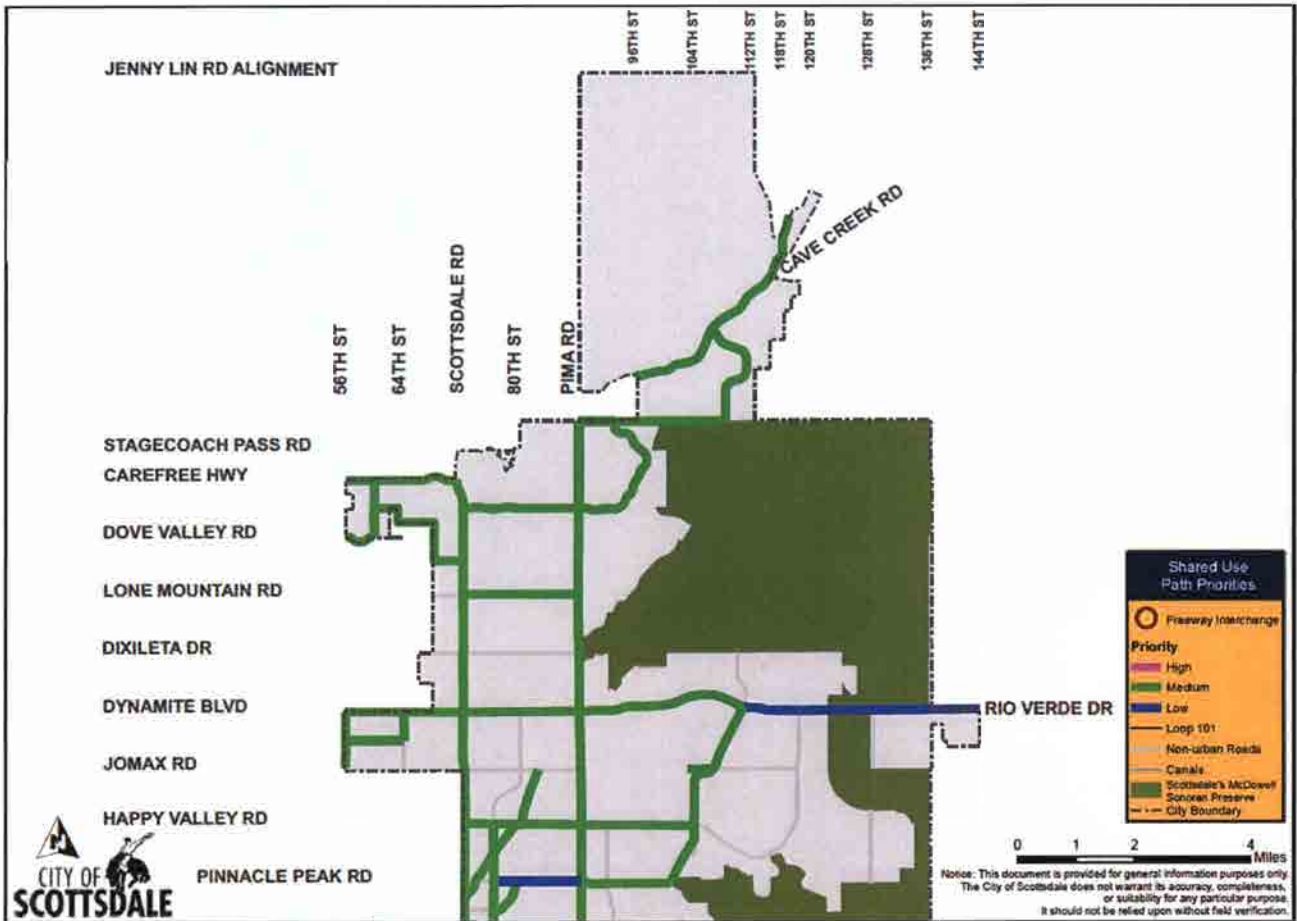 96TH ST
104TH ST
112TH ST
118TH ST
120TH ST
128TH ST
136TH ST
144TH ST
JENNY LIN RD ALIGNMENT
CAVE CREEK RD
56TH ST
64TH ST
SCOTTSDALE RD
80TH ST
PIMA RD
STAGECOACH PASS RD
CAREFREE HWY
DOVE VALLEY RD
LONE MOUNTAIN RD
DIXILETA DR
DYNAMITE BLVD
RIO VERDE DR
JOMAX RD
HAPPY VALLEY RD
PINNACLE PEAK RD
Shared Use
Path Priorities
Freeway Interchange
Priority
High
Medium
Low
Loop 101
Non-urban Roads
Canals
Scottsdale's McDowell
Sonoran Preserve
City Boundary
0 1 2 4
Miles
Notice: This document is provided for general information purposes only.
The City of Scottsdale does not warrant its accuracy, completeness,
or suitability for any particular purpose.
It should not be relied upon without field verification.
N
CITY OF
SCOTTSDALE